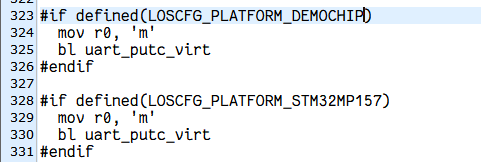 323 #if defined(LOSCFG_PLATFORM_DEMOCHIP)
324   mov r0, 'm'
325   bl uart_putc_virt
326 #endif
327
328 #if defined(LOSCFG_PLATFORM_STM32MP157)
329   mov r0, 'm'
330   bl uart_putc_virt
331 #endif